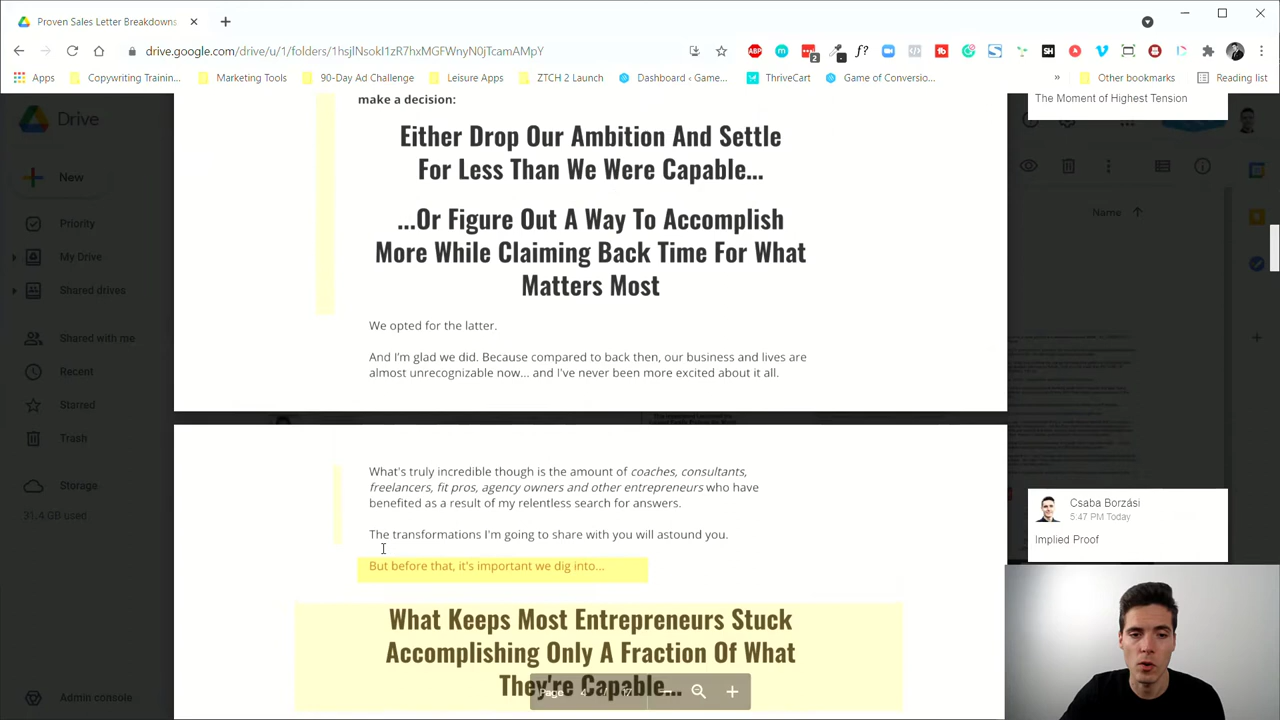 Proven Sales Letter Breakdowns
drive.google.com/drive/u/1/folders/1hsjlNsokI1zR7hxMGFWnyN0jTcamAMpY
Apps
Copywriting Trainin...
Marketing Tools
90-Day Ad Challenge
Leisure Apps
ZTCH 2 Launch
Dashboard ‹ Game...
ThriveCart
Game of Conversio...
»
Other bookmarks
Reading list
Drive
New
Priority
My Drive
Shared drives
Shared with me
Recent
Starred
Trash
Storage
31.4 GB used
Admin console
Name
make a decision:
Either Drop Our Ambition And Settle
For Less Than We Were Capable...
...Or Figure Out A Way To Accomplish
More While Claiming Back Time For What
Matters Most
We opted for the latter.
And I'm glad we did. Because compared to back then, our business and lives are
almost unrecognizable now... and I've never been more excited about it all.
What's truly incredible though is the amount of coaches, consultants,
freelancers, fit pros, agency owners and other entrepreneurs who have
benefited as a result of my relentless search for answers.
The transformations I'm going to share with you will astound you.
But before that, it's important we dig into...
What Keeps Most Entrepreneurs Stuck
Accomplishing Only A Fraction Of What
They're Capable...
Page 4 / 17
The Moment of Highest Tension
Csaba Borzási
5:47 PM Today
Implied Proof